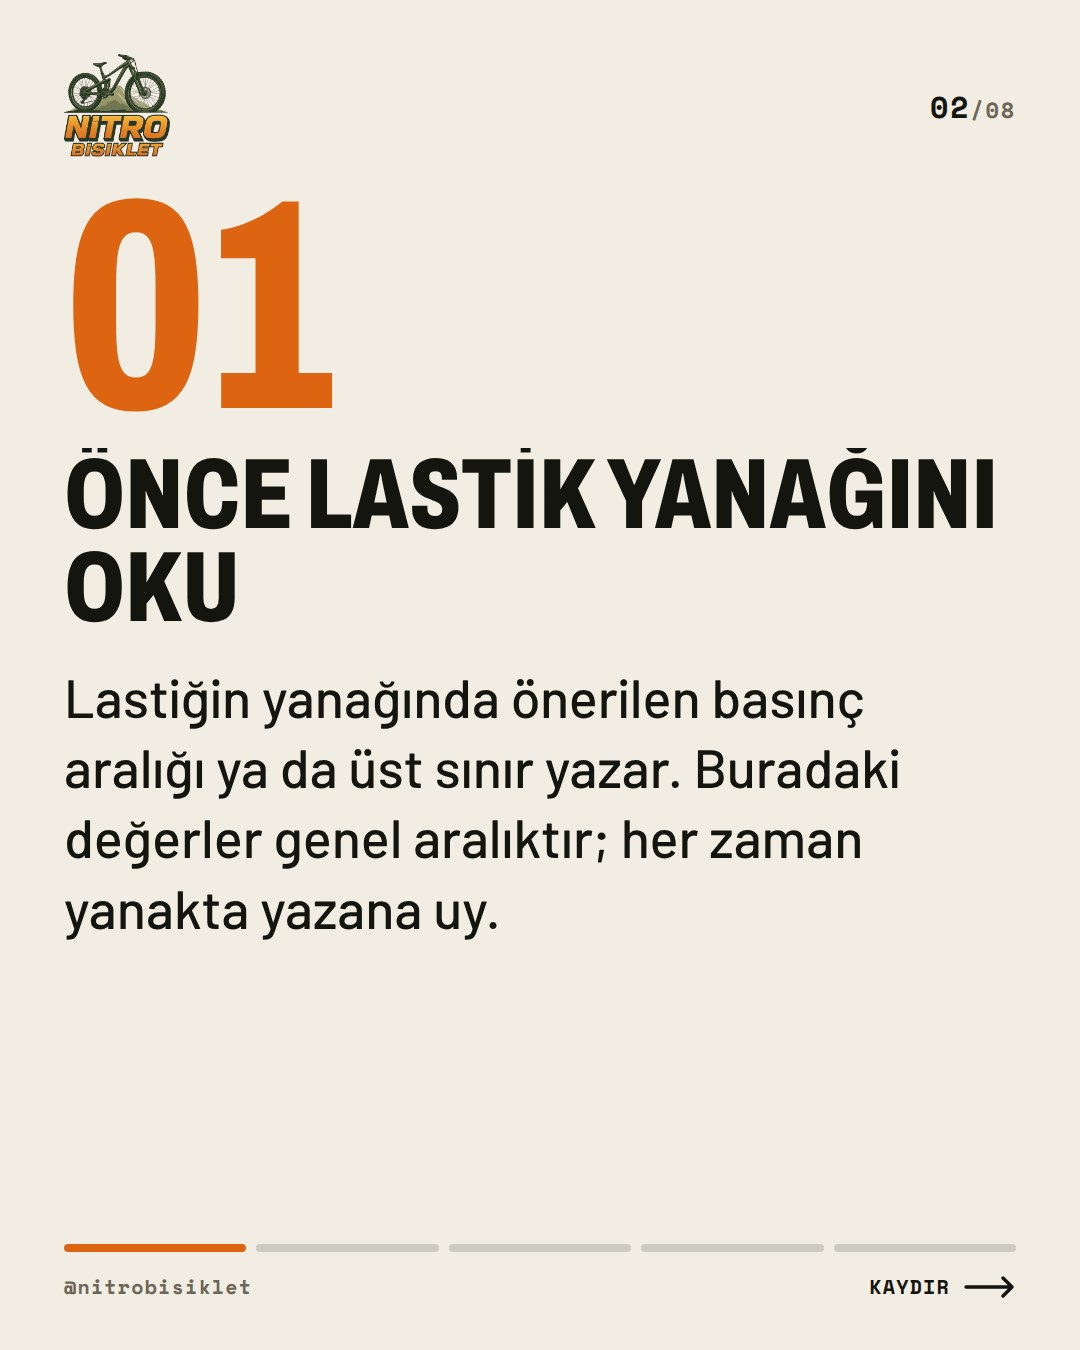 NiTRO
BISIKLET
02/08
01
ÖNCE LASTİK YANAĞINI
OKU
Lastiğin yanağında önerilen basınç
aralığı ya da üst sınır yazar. Buradaki
değerler genel aralıktır; her zaman
yanakta yazana uy.
@nitrobisiklet
KAYDIR